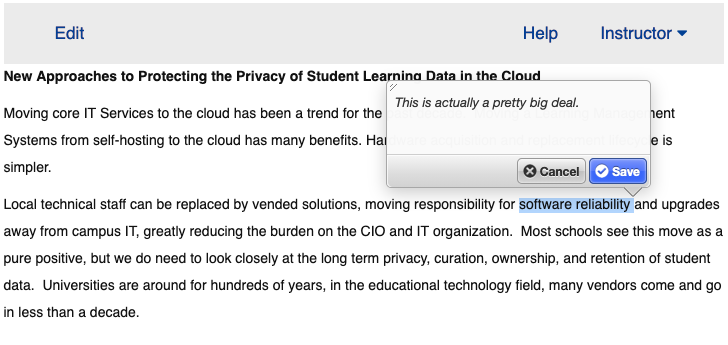 Edit Help Instructor
New Approaches to Protecting the Privacy of Student Learning Data in the Cloud
This is actually a pretty big deal.
Moving core IT Services to the cloud has been a trend for the ment
Systems from self-hosting to the cloud has many benefits. Hardware acquisition and replacement lifecycle is
simpler.
Cancel Save
Local technical staff can be replaced by vended solutions, moving responsibility for software reliability and upgrades
away from campus IT, greatly reducing the burden on the CIO and IT organization. Most schools see this move as a
pure positive, but we do need to look closely at the long term privacy, curation, ownership, and retention of student
data. Universities are around for hundreds of years, in the educational technology field, many vendors come and go
in less than a decade.